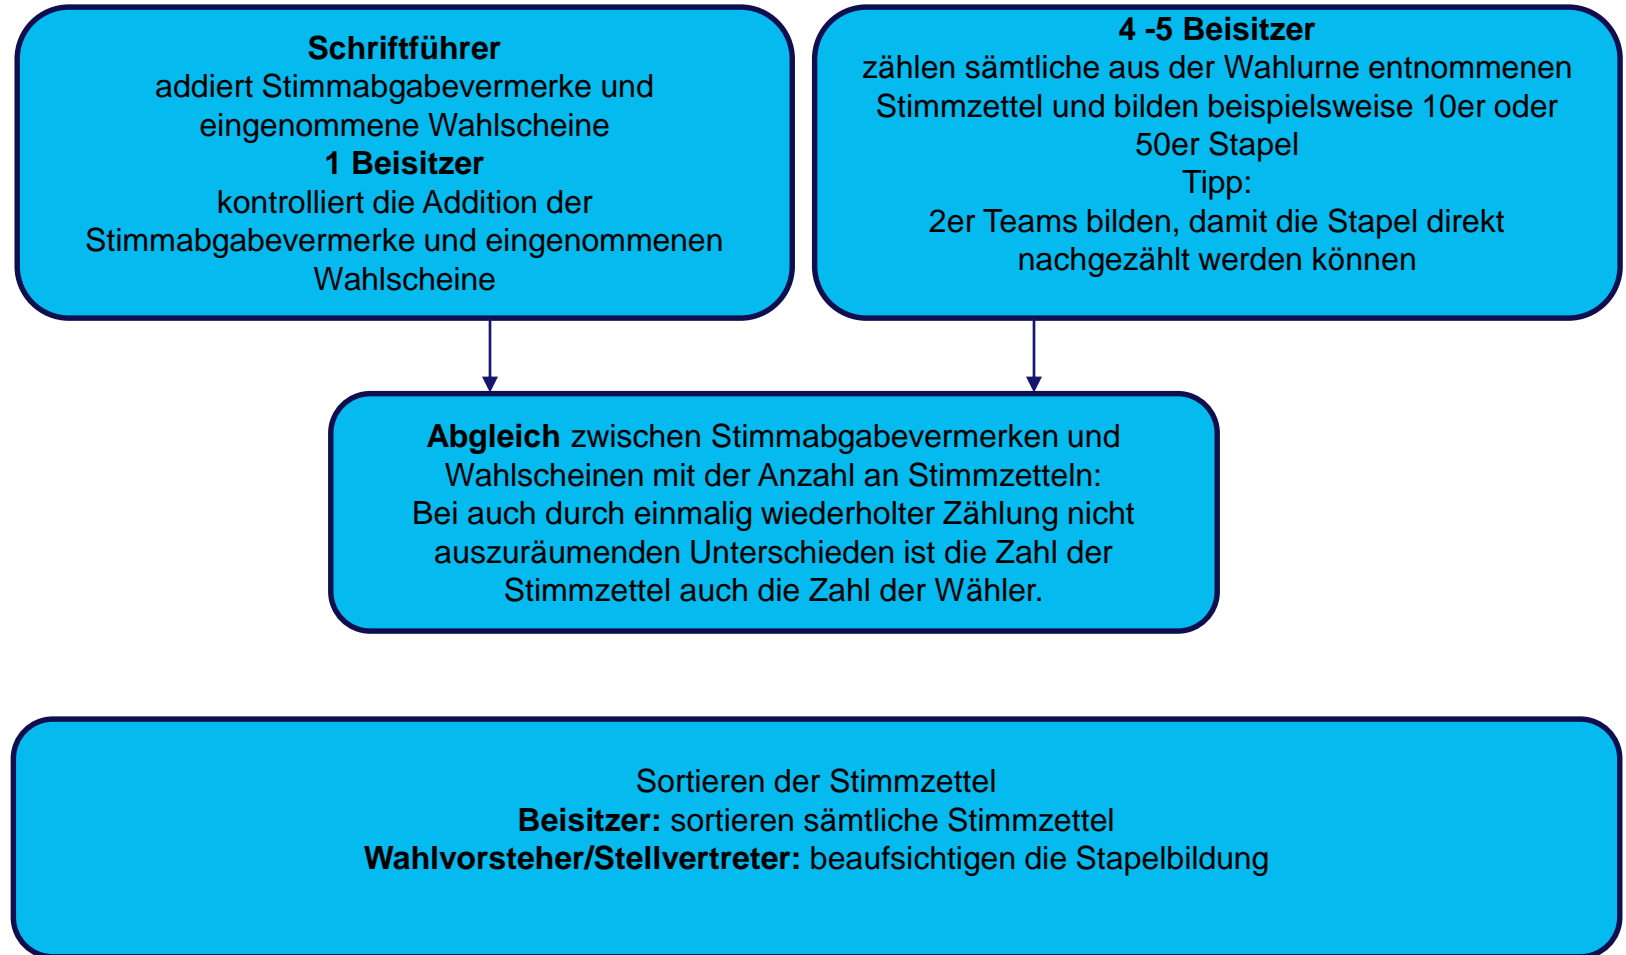 Schriftführer
addiert Stimmabgabevermerke und
eingenommene Wahlscheine
1 Beisitzer
kontrolliert die Addition der
Stimmabgabevermerke und eingenommenen
Wahlscheine
4 -5 Beisitzer
zählen sämtliche aus der Wahlurne entnommenen
Stimmzettel und bilden beispielsweise 10er oder
50er Stapel
Tipp:
2er Teams bilden, damit die Stapel direkt
nachgezählt werden können
Abgleich zwischen Stimmabgabevermerken und
Wahlscheinen mit der Anzahl an Stimmzetteln:
Bei auch durch einmalig wiederholter Zählung nicht
auszuräumenden Unterschieden ist die Zahl der
Stimmzettel auch die Zahl der Wähler.
Sortieren der Stimmzettel
Beisitzer: sortieren sämtliche Stimmzettel
Wahlvorsteher/Stellvertreter: beaufsichtigen die Stapelbildung